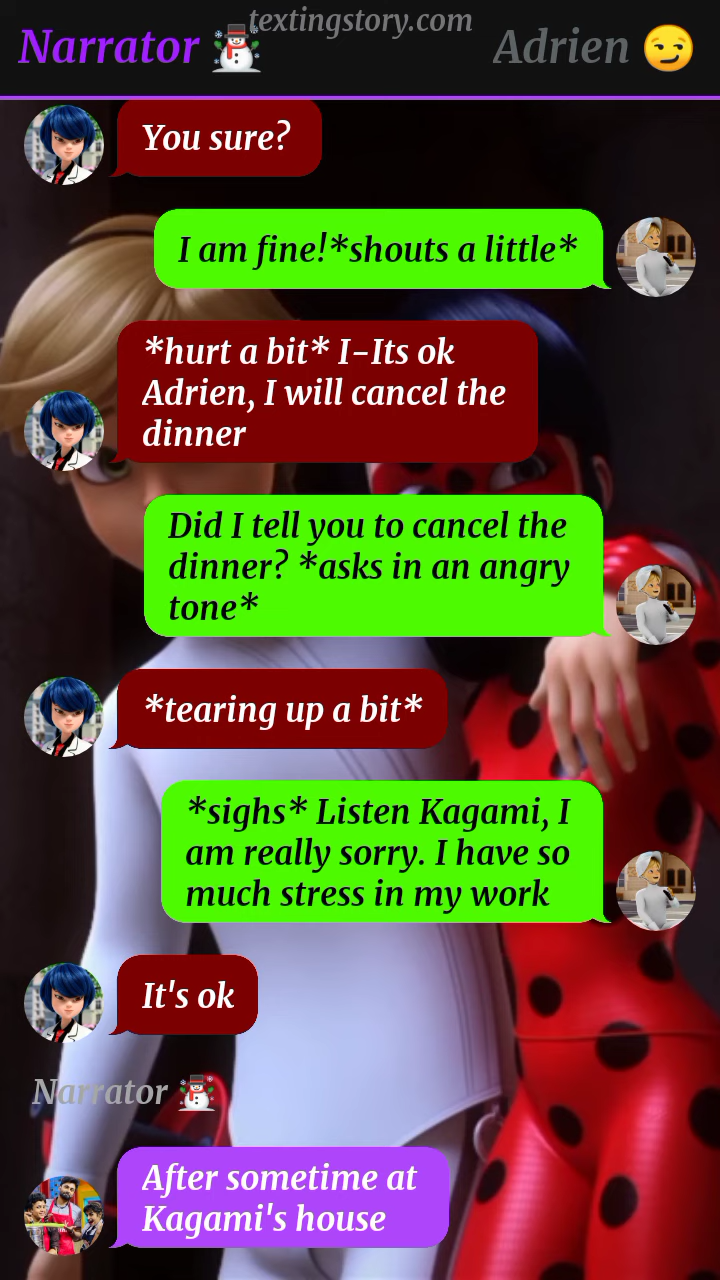 textingstory.com
Narrator ☃️
Adrien 😏
You sure?
I am fine!*shouts a little*
*hurt a bit* I-Its ok
Adrien, I will cancel the
dinner
Did I tell you to cancel the
dinner? *asks in an angry
tone*
*tearing up a bit*
*sighs* Listen Kagami, I
am really sorry. I have so
much stress in my work
It's ok
Narrator ☃️
After sometime at
Kagami's house